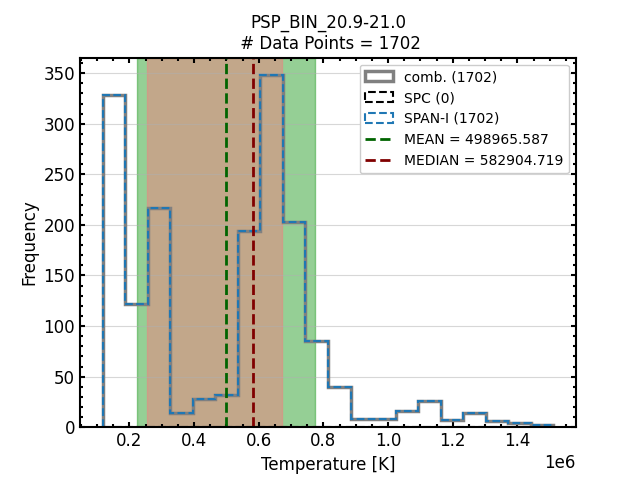 PSP_BIN_20.9-21.0
# Data Points = 1702
comb. (1702)
SPC (0)
SPAN-I (1702)
MEAN = 498965.587
MEDIAN = 582904.719
Frequency
350
300
250
200
150
100
50
0
0.2 0.4 0.6 0.8 1.0 1.2 1.4
Temperature [K]
1e6